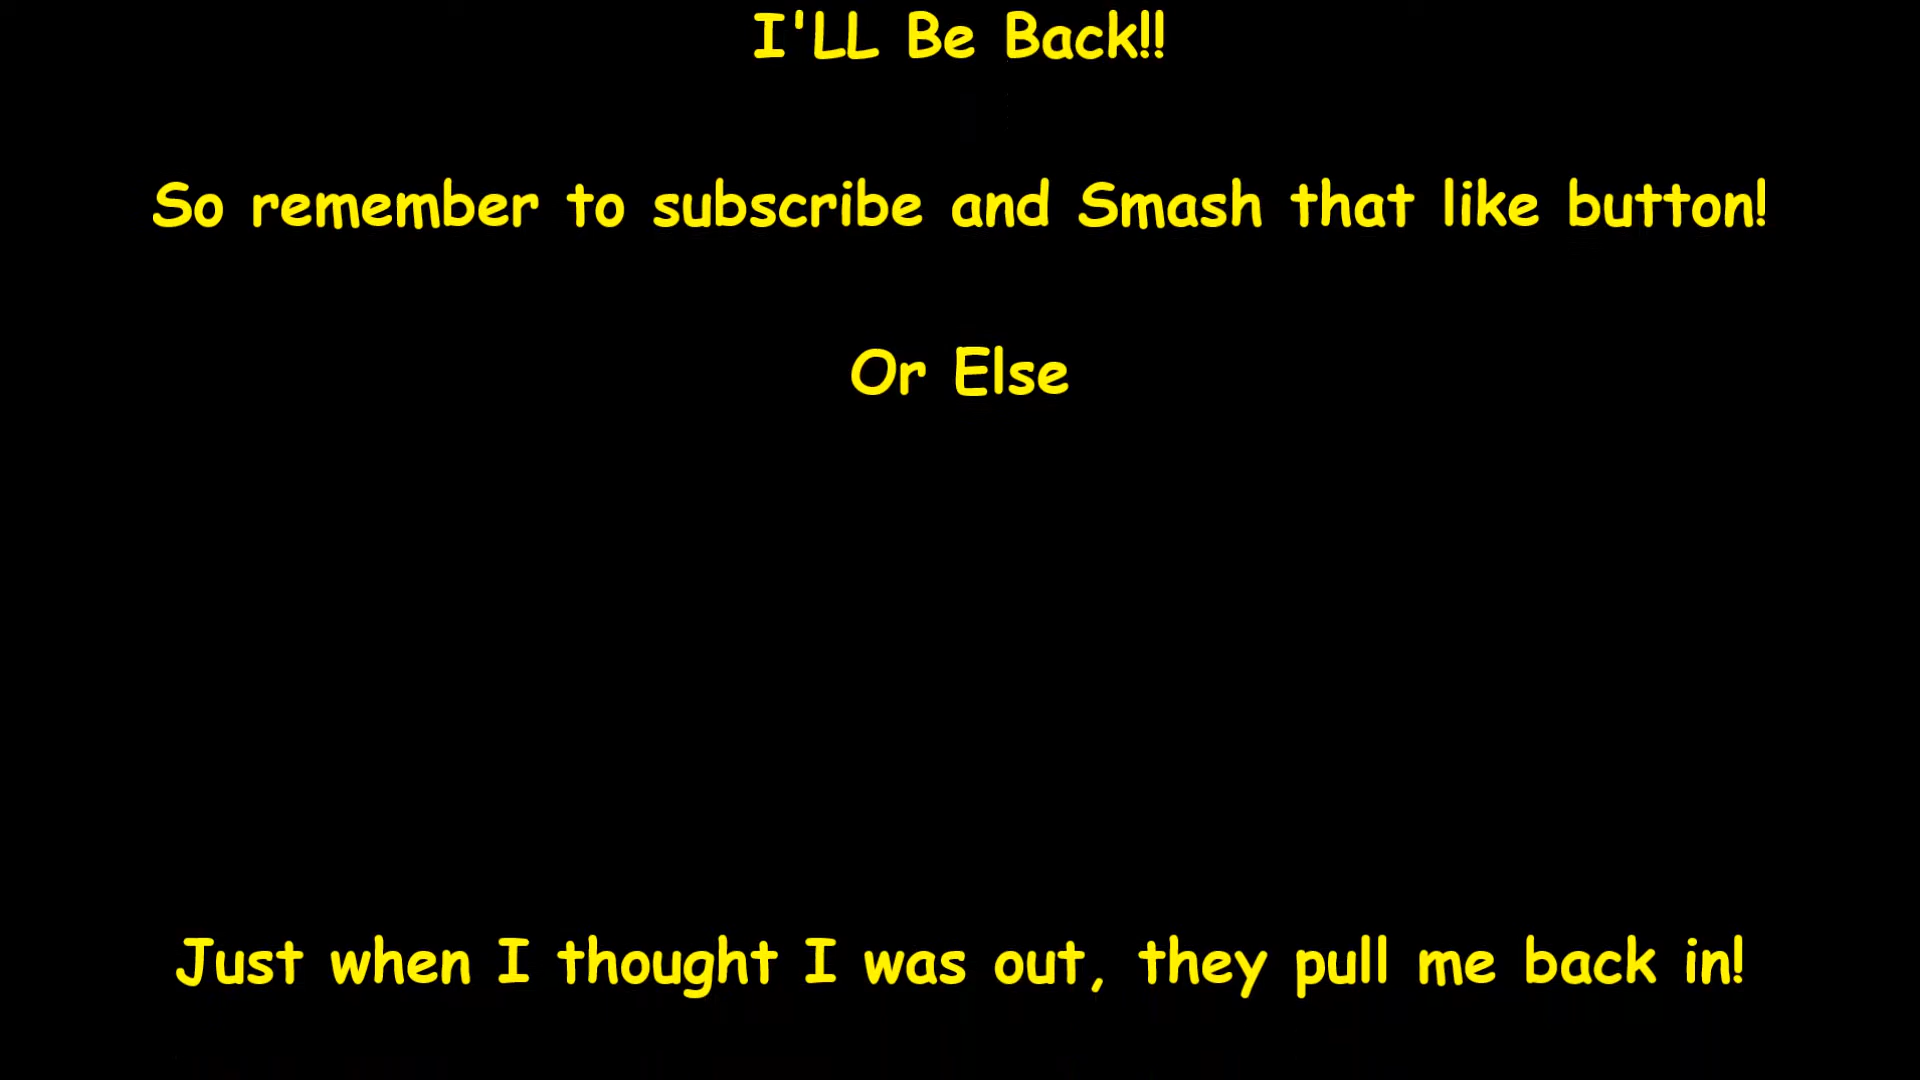 I'LL Be Back!!
So remember to subscribe and Smash that like button!
Or Else
Just when I thought I was out, they pull me back in!